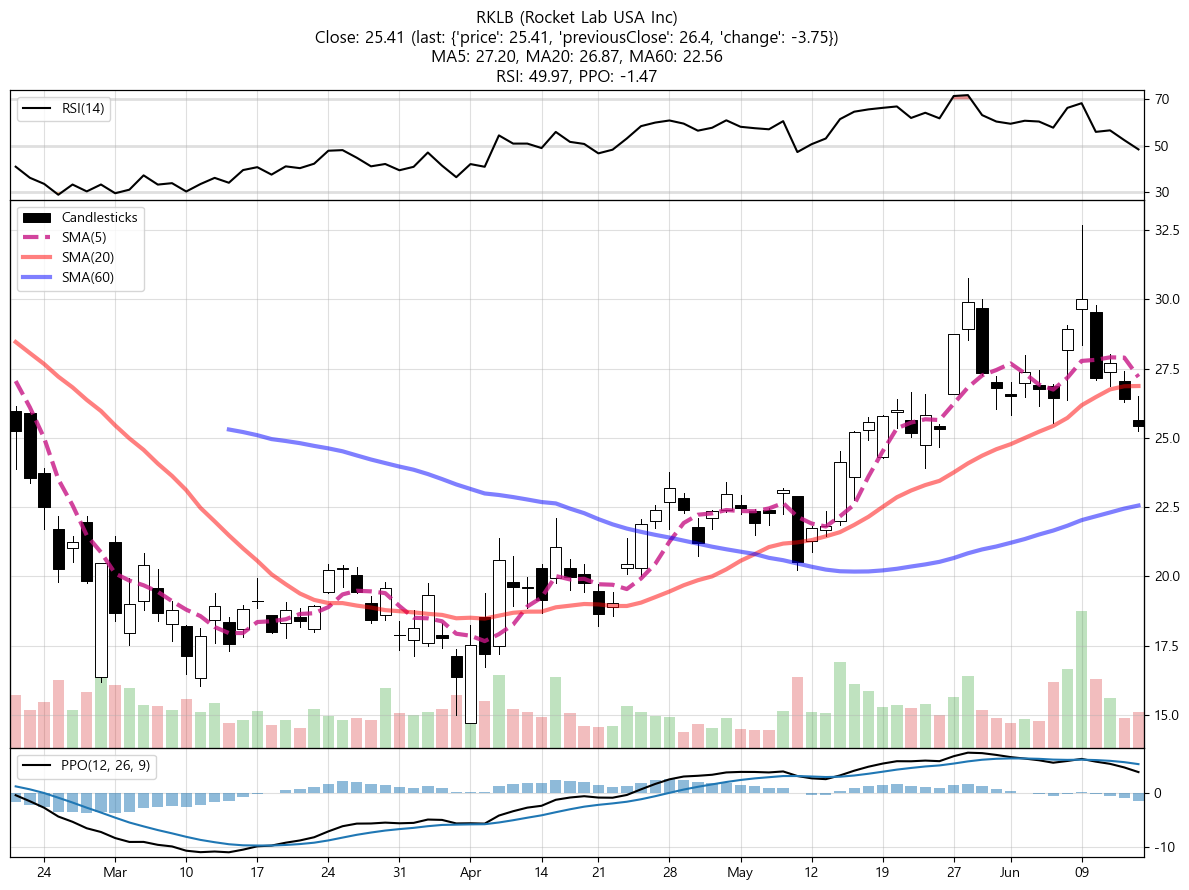 RKLB (Rocket Lab USA Inc)
Close: 25.41 (last: {'price': 25.41, 'previousClose': 26.4, 'change': -3.75})
MA5: 27.20, MA20: 26.87, MA60: 22.56
RSI: 49.97, PPO: -1.47
RSI(14)
70
50
30
Candlesticks
SMA(5)
SMA(20)
SMA(60)
32.5
30.0
27.5
25.0
22.5
20.0
17.5
15.0
PPO(12, 26, 9)
0
-10
24 Mar 10 17 24 31 Apr 14 21 28 May 12 19 27 Jun 09